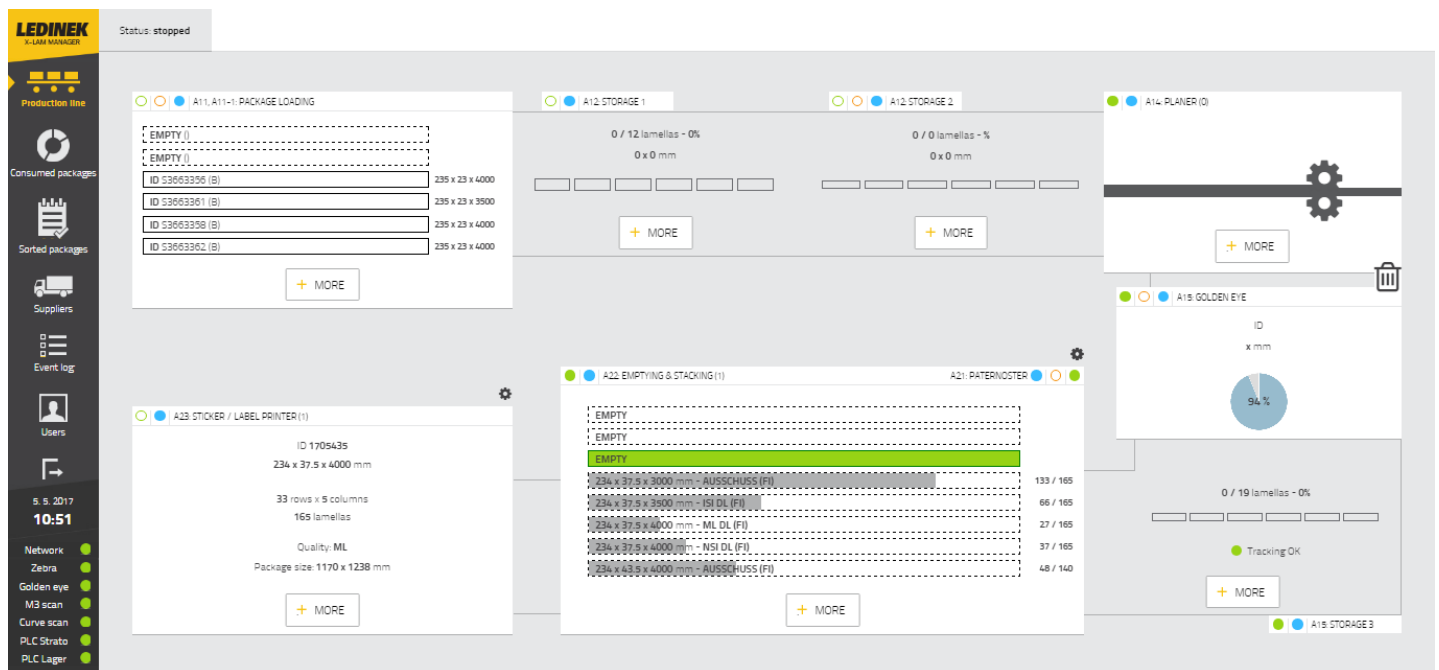 LEDINEK
X-LAM MANAGER
Status: stopped
Production line
Consumed packages
Sorted packages
Suppliers
Event log
Users
5. 5. 2017
10:51
Network
Zebra
Golden eye
M3 scan
Curve scan
PLC Strato
PLC Lager
A11, A11-1: PACKAGE LOADING
EMPTY ()
EMPTY ()
ID S3663356 (B) 235 x 23 x 4000
ID S3663361 (B) 235 x 23 x 3500
ID S3663358 (B) 235 x 23 x 4000
ID S3663362 (B) 235 x 23 x 4000
+ MORE
A12: STORAGE 1
0 / 12 lamellas - 0%
0 x 0 mm
+ MORE
A12: STORAGE 2
0 / 0 lamellas - %
0 x 0 mm
+ MORE
A14: PLANER (0)
+ MORE
A15: GOLDEN EYE
ID
x mm
94 %
A23: STICKER / LABEL PRINTER (1)
ID 1705435
234 x 37.5 x 4000 mm
33 rows x 5 columns
165 lamellas
Quality: ML
Package size: 1170 x 1238 mm
+ MORE
A22: EMPTYING & STACKING (1) A21: PATERNOSTER
EMPTY
EMPTY
EMPTY
234 x 37.5 x 3000 mm - AUSSCHUSS (FI) 133 / 165
234 x 37.5 x 3500 mm - ISI DL (FI) 66 / 165
234 x 37.5 x 4000 mm - ML DL (FI) 27 / 165
234 x 37.5 x 4000 mm - NSI DL (FI) 37 / 165
234 x 43.5 x 4000 mm - AUSSCHUSS (FI) 48 / 140
+ MORE
0 / 19 lamellas - 0%
Tracking OK
+ MORE
A15: STORAGE 3